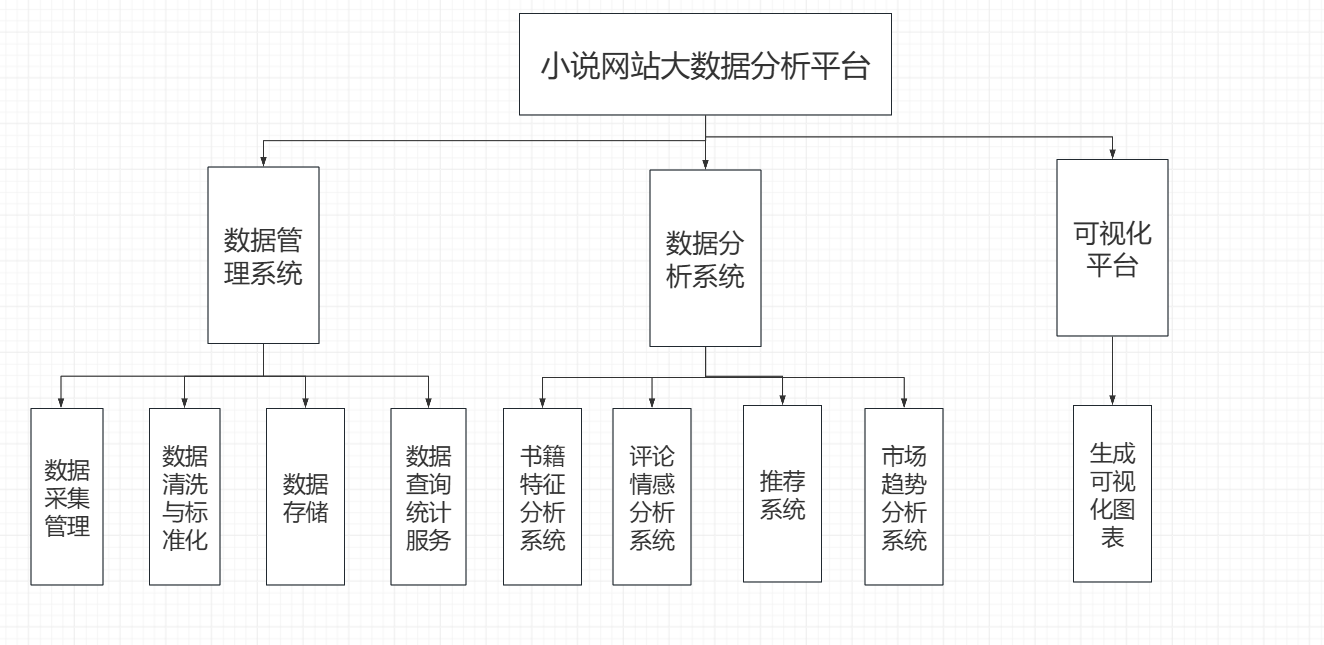 小说网站大数据分析平台
数据管
理系统
数据分
析系统
可视化
平台
数据
采集
管理
数据
清洗
与标
准化
数据
存储
数据
查询
统计
服务
书籍
特征
分析
系统
评论
情感
分析
系统
推荐
系统
市场
趋势
分析
系统
生成
可视
化图
表